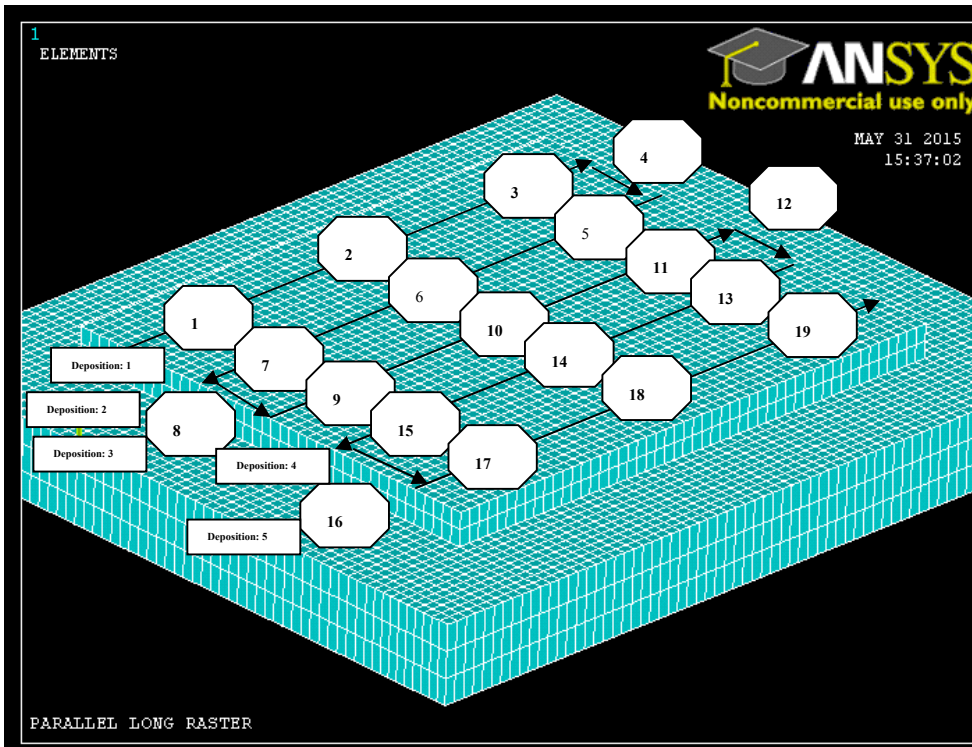 1
ELEMENTS
ANSYS
Noncommercial use only
MAY 31 2015
15:37:02
4
3
12
5
2
11
6
13
1
10
19
7
14
Deposition: 1
9
18
Deposition: 2
8
15
Deposition: 3
Deposition: 4
17
16
Deposition: 5
PARALLEL LONG RASTER